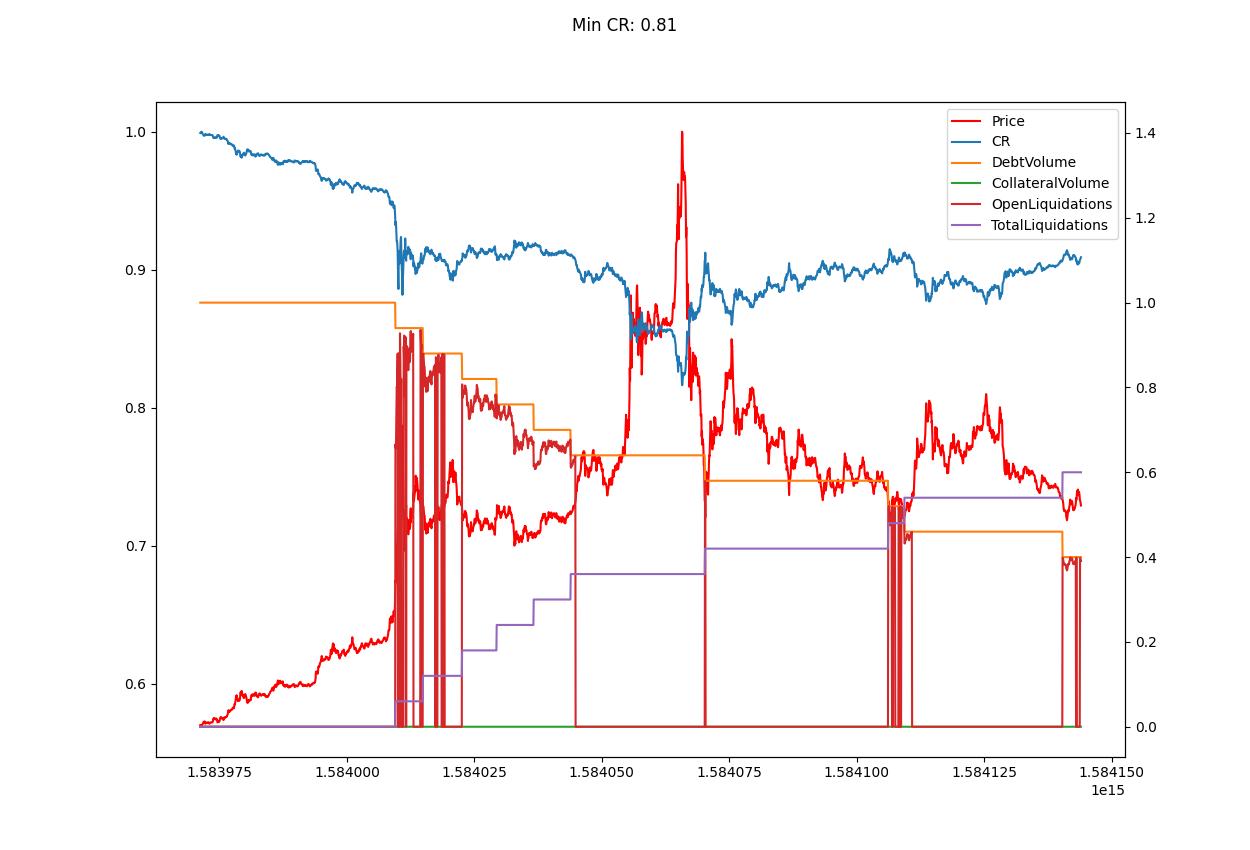 Min CR: 0.81
Price
CR
DebtVolume
CollateralVolume
OpenLiquidations
TotalLiquidations
1.0
0.9
0.8
0.7
0.6
1.4
1.2
1.0
0.8
0.6
0.4
0.2
0.0
1.583975 1.584000 1.584025 1.584050 1.584075 1.584100 1.584125 1.584150
1e15